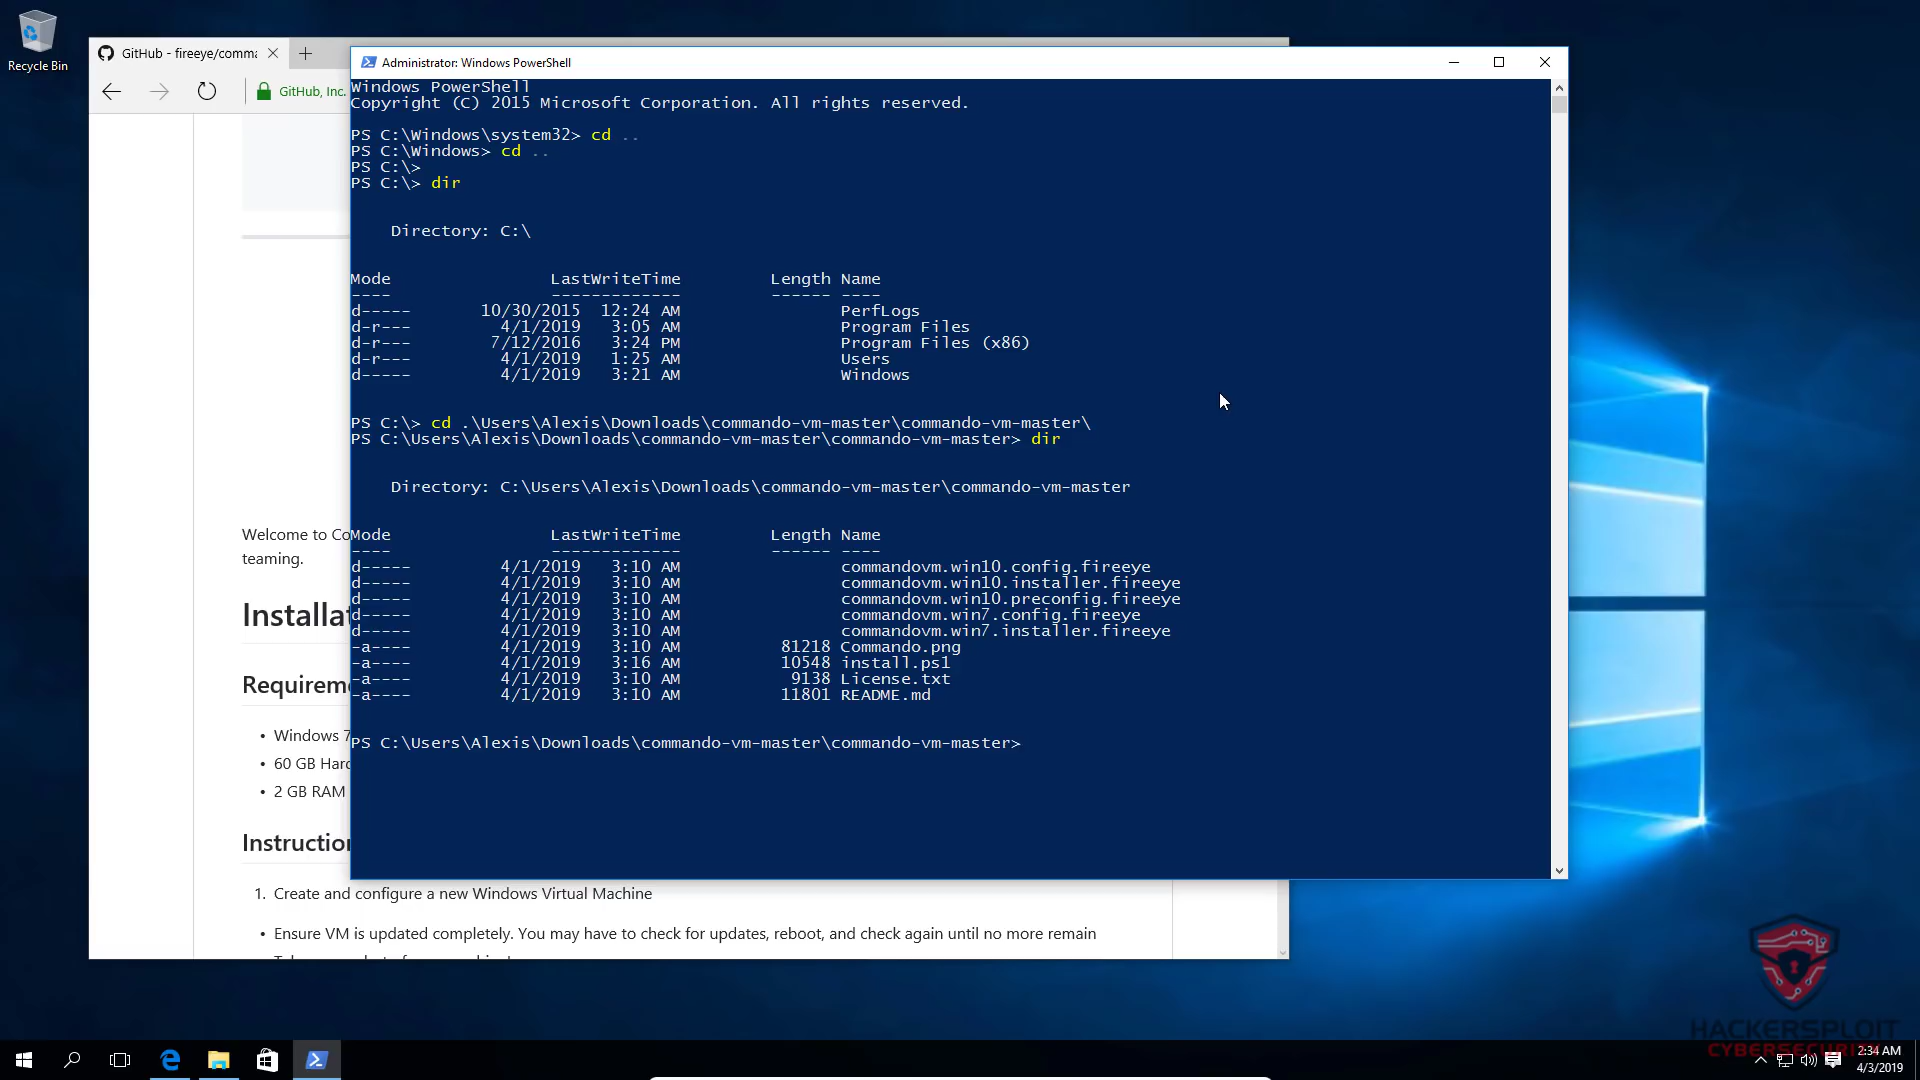 Recycle Bin
GitHub - fireeye/comma
GitHub, Inc.
Administrator: Windows PowerShell
Windows PowerShell
Copyright (C) 2015 Microsoft Corporation. All rights reserved.
PS C:\Windows\system32> cd ..
PS C:\Windows> cd ..
PS C:\>
PS C:\> dir
Directory: C:\
Mode LastWriteTime Length Name
---- ------------- ------ ----
d----- 10/30/2015 12:24 AM PerfLogs
d-r--- 4/1/2019 3:05 AM Program Files
d-r--- 7/12/2016 3:24 PM Program Files (x86)
d-r--- 4/1/2019 1:25 AM Users
d----- 4/1/2019 3:21 AM Windows
PS C:\> cd .\Users\Alexis\Downloads\commando-vm-master\commando-vm-master\
PS C:\Users\Alexis\Downloads\commando-vm-master\commando-vm-master> dir
Directory: C:\Users\Alexis\Downloads\commando-vm-master\commando-vm-master
Mode LastWriteTime Length Name
---- ------------- ------ ----
d----- 4/1/2019 3:10 AM commandovm.win10.config.fireeye
d----- 4/1/2019 3:10 AM commandovm.win10.installer.fireeye
d----- 4/1/2019 3:10 AM commandovm.win10.preconfig.fireeye
d----- 4/1/2019 3:10 AM commandovm.win7.config.fireeye
d----- 4/1/2019 3:10 AM commandovm.win7.installer.fireeye
-a---- 4/1/2019 3:10 AM 81218 Commando.png
-a---- 4/1/2019 3:16 AM 10548 install.ps1
-a---- 4/1/2019 3:10 AM 9138 License.txt
-a---- 4/1/2019 3:10 AM 11801 README.md
PS C:\Users\Alexis\Downloads\commando-vm-master\commando-vm-master>
Welcome to Co
teaming.
Installa
Requirem
• Windows 7
• 60 GB Hard
• 2 GB RAM
Instruction
1. Create and configure a new Windows Virtual Machine
• Ensure VM is updated completely. You may have to check for updates, reboot, and check again until no more remain
HACKERSPLOIT
CYBERSECURITY
2:34 AM
4/3/2019